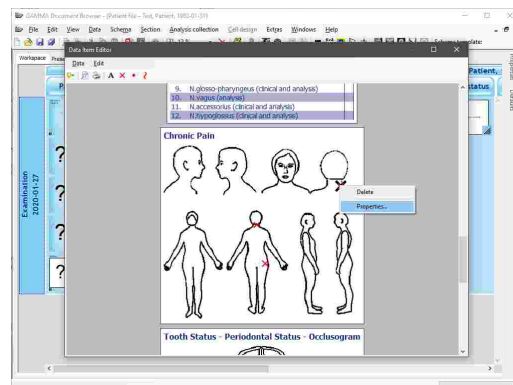 GAMMA Document Browser - [Patient file - Test, Patient, 1992-01-31]
File Edit View Data Schema Section Analysis collection Cell design Extras Windows Help
template:
Workspace
Data Item Editor
Data Edit
Patient,
status
9. N.glosso-pharyngeus (clinical and analysis)
10. N.vagus (analysis)
11. N.accessorius (clinical and analysis)
12. N.hypoglossus (clinical and analysis)
Chronic Pain
Delete
Properties...
Examination
2020-01-27
?
?
?
?
Tooth Status - Periodontal Status - Occlusogram